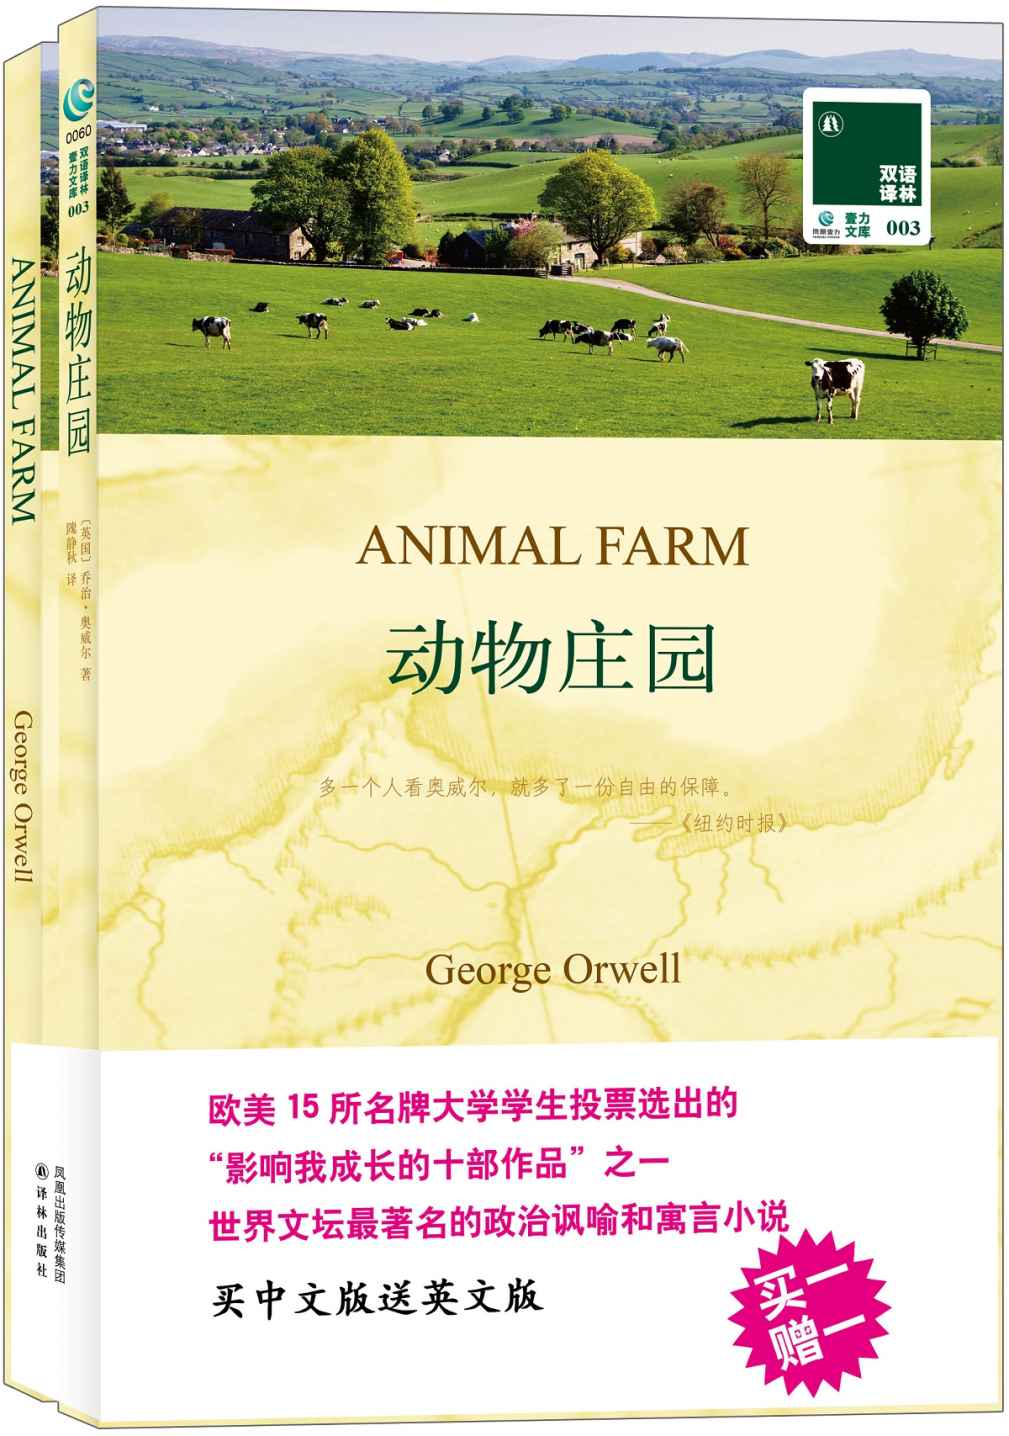 ANIMAL FARM
George Orwell
0060
双语译林
壹力文库
003
动物庄园
〔英国〕乔治·奥威尔 著
隗静秋 译
凤凰出版传媒集团
译林出版社
双语
译林
凤凰壹力
壹力
文库
003
ANIMAL FARM
动物庄园
多一个人看奥威尔，就多了一份自由的保障。
——《纽约时报》
George Orwell
欧美 15 所名牌大学学生投票选出的
“影响我成长的十部作品”之一
世界文坛最著名的政治讽喻和寓言小说
买中文版送英文版
买一
赠一